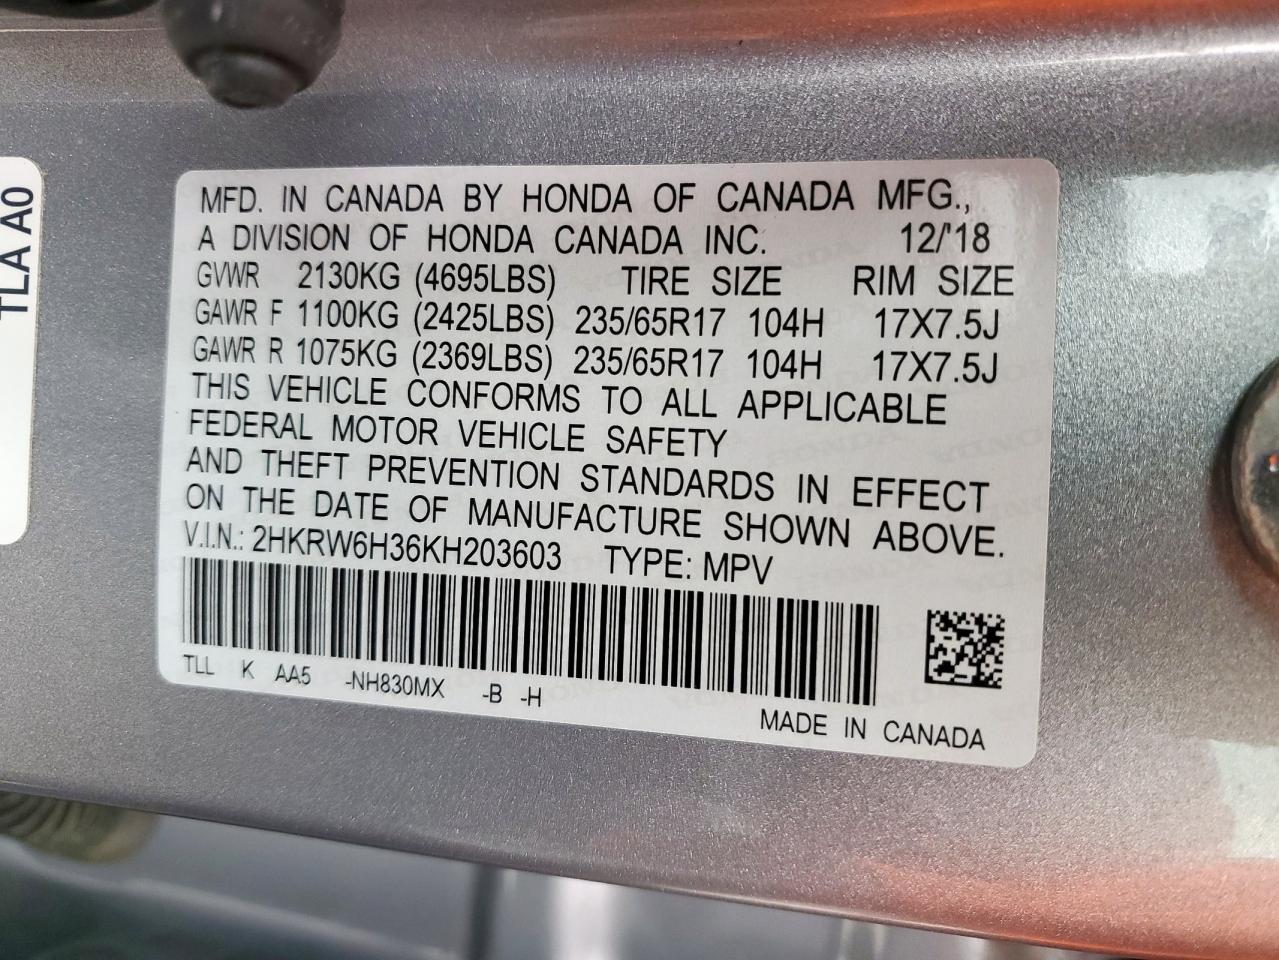 TLA A0
MFD. IN CANADA BY HONDA OF CANADA MFG.,
A DIVISION OF HONDA CANADA INC. 12/'18
GVWR 2130KG (4695LBS) TIRE SIZE RIM SIZE
GAWR F 1100KG (2425LBS) 235/65R17 104H 17X7.5J
GAWR R 1075KG (2369LBS) 235/65R17 104H 17X7.5J
THIS VEHICLE CONFORMS TO ALL APPLICABLE
FEDERAL MOTOR VEHICLE SAFETY
AND THEFT PREVENTION STANDARDS IN EFFECT
ON THE DATE OF MANUFACTURE SHOWN ABOVE.
V.I.N.: 2HKRW6H36KH203603 TYPE: MPV
TLL K AA5 -NH830MX -B -H
MADE IN CANADA